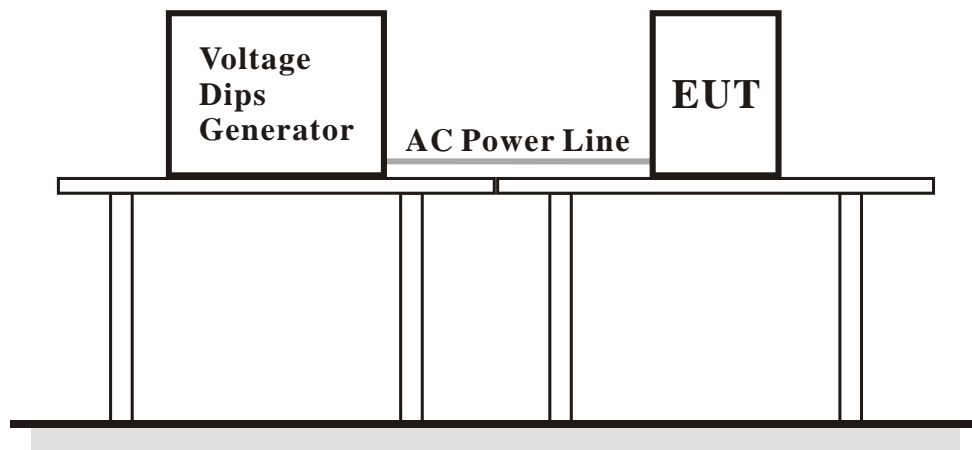 Voltage
Dips
Generator
AC Power Line
EUT